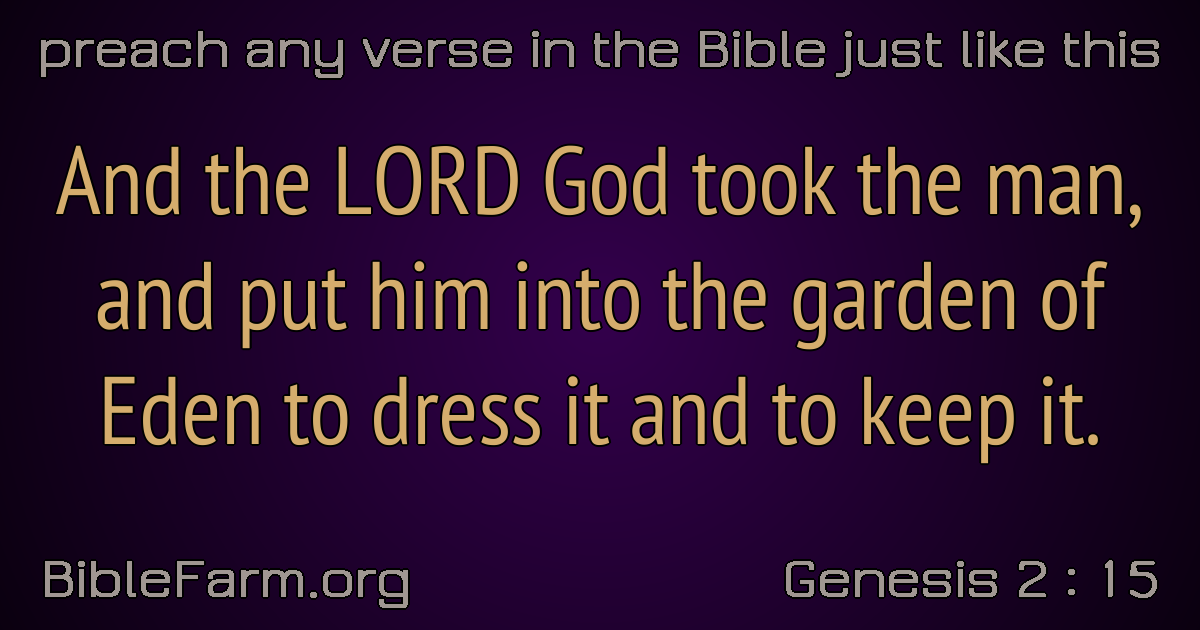 preach any verse in the Bible just like this
And the LORD God took the man,
and put him into the garden of
Eden to dress it and to keep it.
BibleFarm.org
Genesis 2 : 15